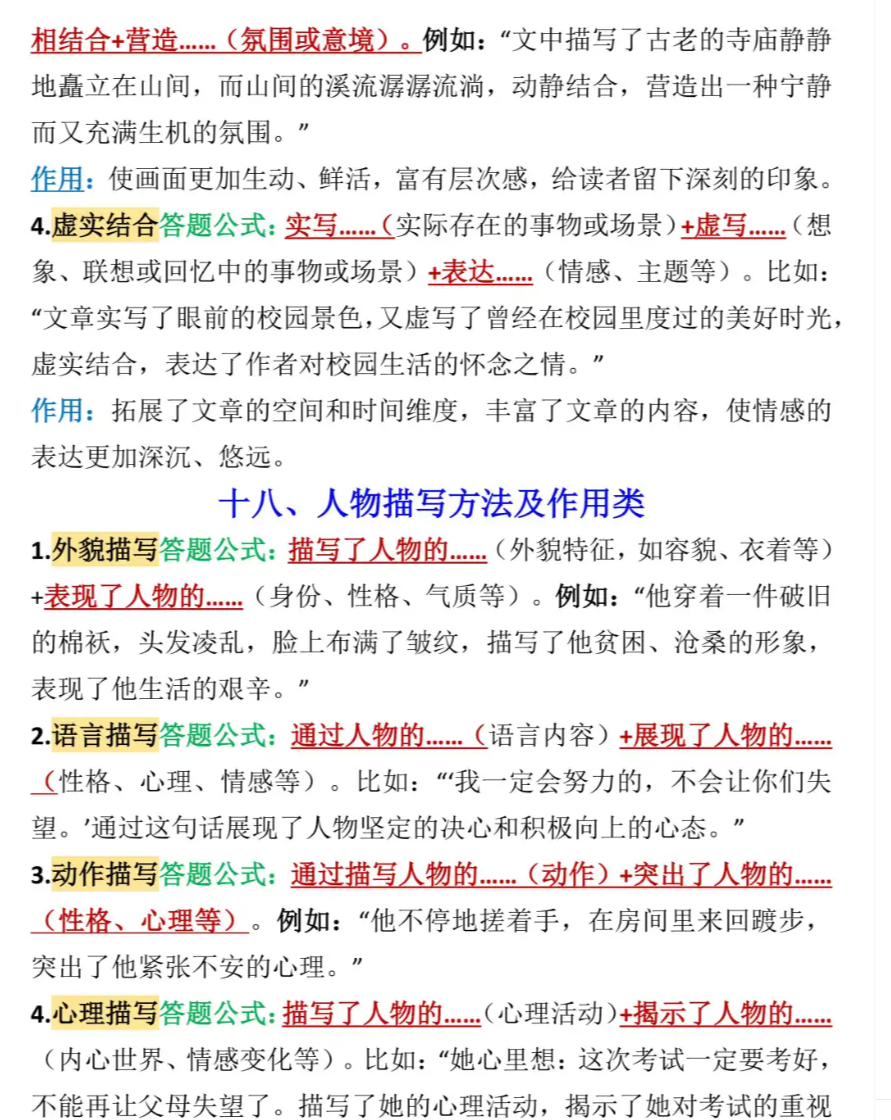 相结合+营造……（氛围或意境）。例如：“文中描写了古老的寺庙静静
地矗立在山间，而山间的溪流潺潺流淌，动静结合，营造出一种宁静
而又充满生机的氛围。”
作用：使画面更加生动、鲜活，富有层次感，给读者留下深刻的印象。
4.虚实结合答题公式：实写……（实际存在的事物或场景）+虚写……（想
象、联想或回忆中的事物或场景）+表达……（情感、主题等）。比如：
“文章实写了眼前的校园景色，又虚写了曾经在校园里度过的美好时光，
虚实结合，表达了作者对校园生活的怀念之情。”
作用：拓展了文章的空间和时间维度，丰富了文章的内容，使情感的
表达更加深沉、悠远。
十八、人物描写方法及作用类
1.外貌描写答题公式：描写了人物的……（外貌特征，如容貌、衣着等）
+表现了人物的……（身份、性格、气质等）。例如：“他穿着一件破旧
的棉袄，头发凌乱，脸上布满了皱纹，描写了他贫困、沧桑的形象，
表现了他生活的艰辛。”
2.语言描写答题公式：通过人物的……（语言内容）+展现了人物的……
（性格、心理、情感等）。比如：“‘我一定会努力的，不会让你们失
望。’通过这句话展现了人物坚定的决心和积极向上的心态。”
3.动作描写答题公式：通过描写人物的……（动作）+突出了人物的……
（性格、心理等）。例如：“他不停地搓着手，在房间里来回踱步，
突出了他紧张不安的心理。”
4.心理描写答题公式：描写了人物的……（心理活动）+揭示了人物的……
（内心世界、情感变化等）。比如：“她心里想：这次考试一定要考好，
不能再让父母失望了。描写了她的心理活动，揭示了她对考试的重视